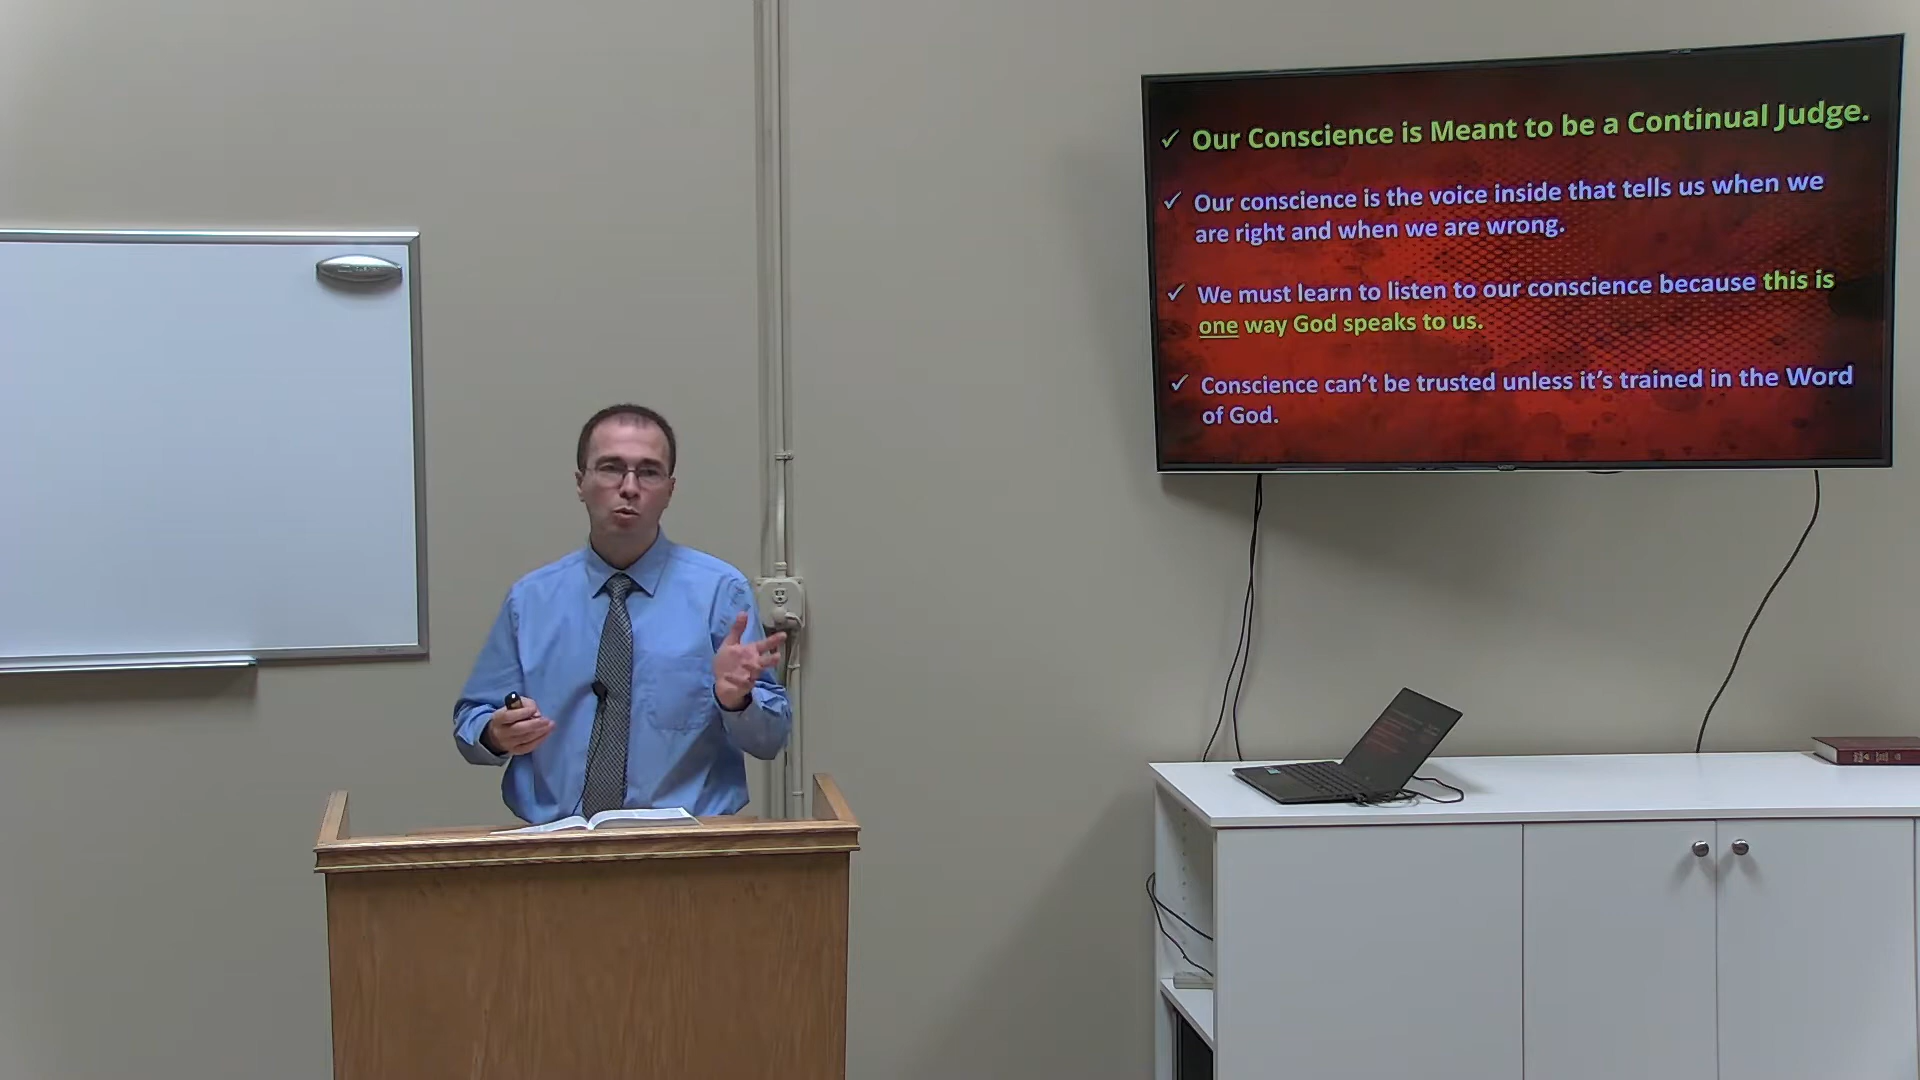 ✓ Our Conscience is Meant to be a Continual Judge.
✓ Our conscience is the voice inside that tells us when we
are right and when we are wrong.
✓ We must learn to listen to our conscience because this is
one way God speaks to us.
✓ Conscience can’t be trusted unless it’s trained in the Word
of God.